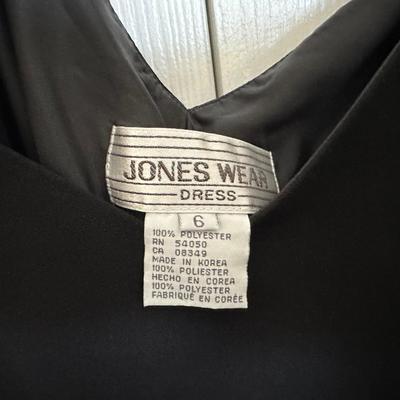 JONES WEAR
DRESS
6
100% POLYESTER
RN 54050
CA 08349
MADE IN KOREA
100% POLIESTER
HECHO EN COREA
100% POLYESTER
FABRIQUÉ EN CORÉE